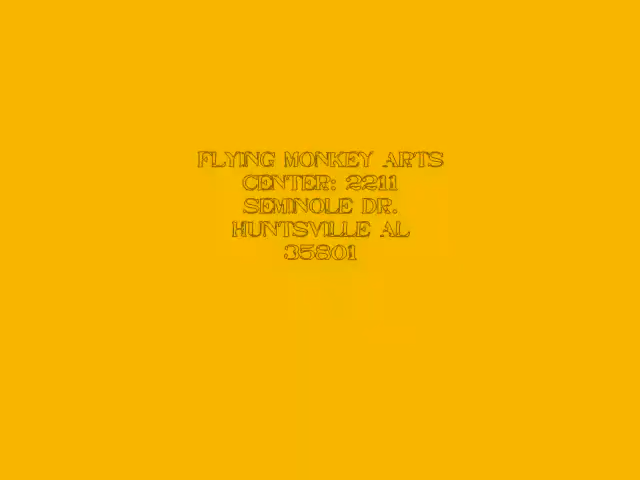 FLYING MONKEY ARTS
CENTER: 2211
SEMINOLE DR.
HUNTSVILLE AL
35801